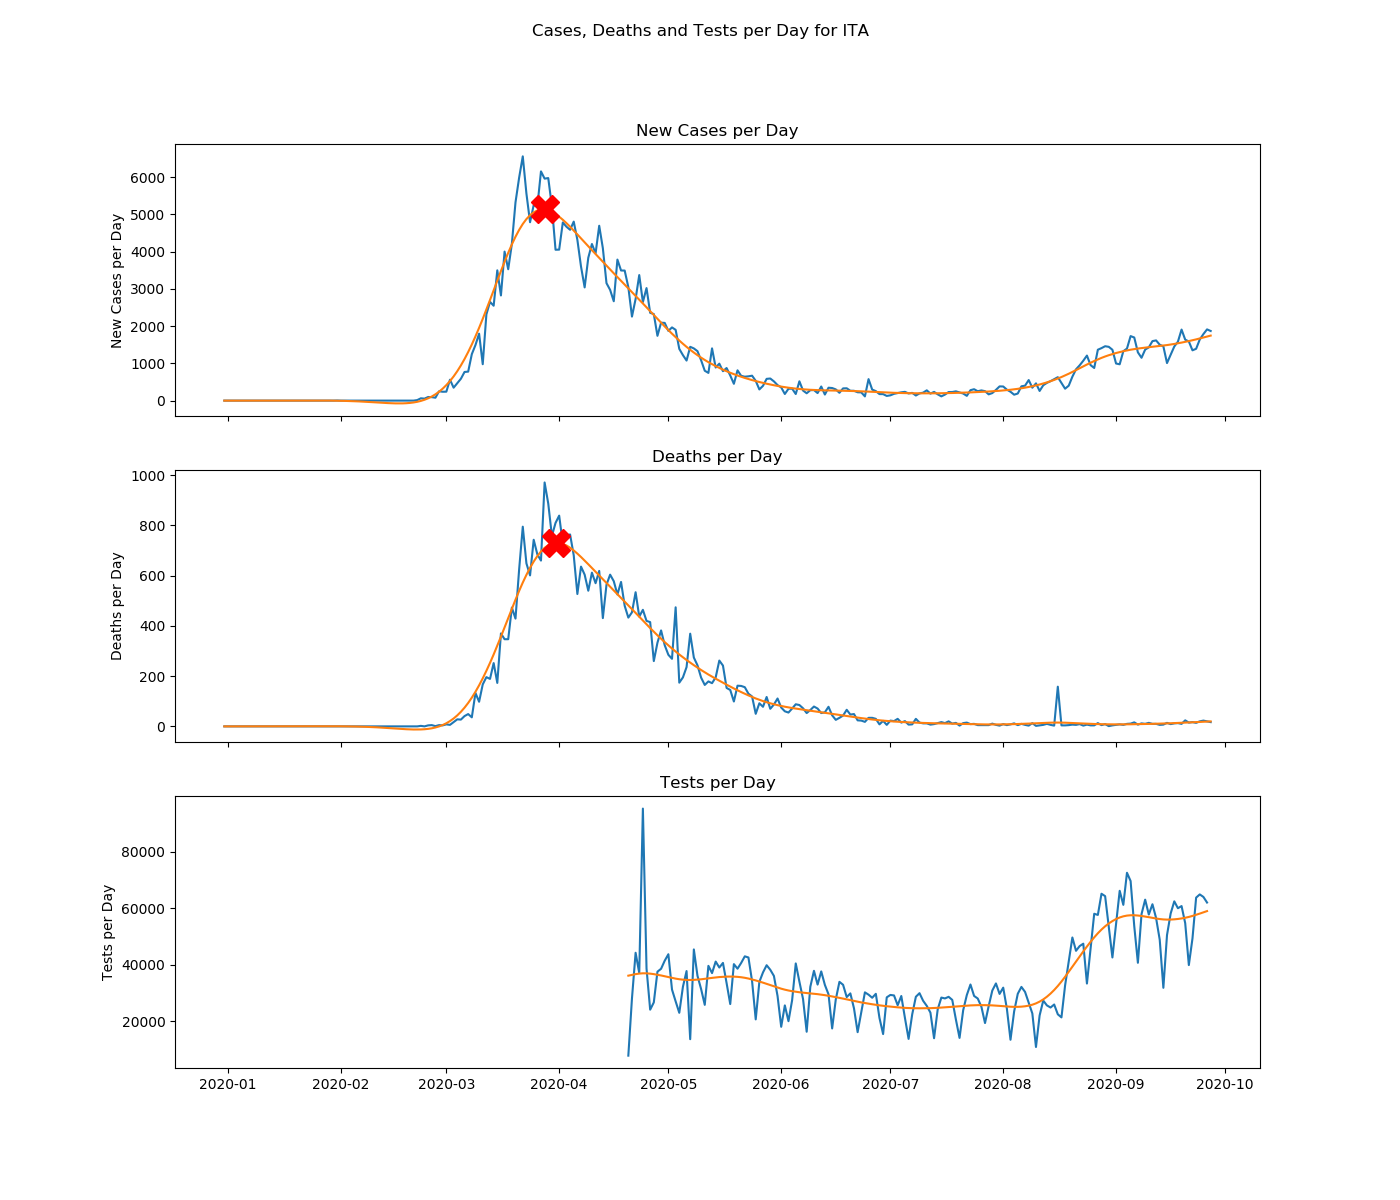 Cases, Deaths and Tests per Day for ITA
New Cases per Day
New Cases per Day
6000
5000
4000
3000
2000
1000
0
Deaths per Day
Deaths per Day
1000
800
600
400
200
0
Tests per Day
Tests per Day
80000
60000
40000
20000
2020-01 2020-02 2020-03 2020-04 2020-05 2020-06 2020-07 2020-08 2020-09 2020-10